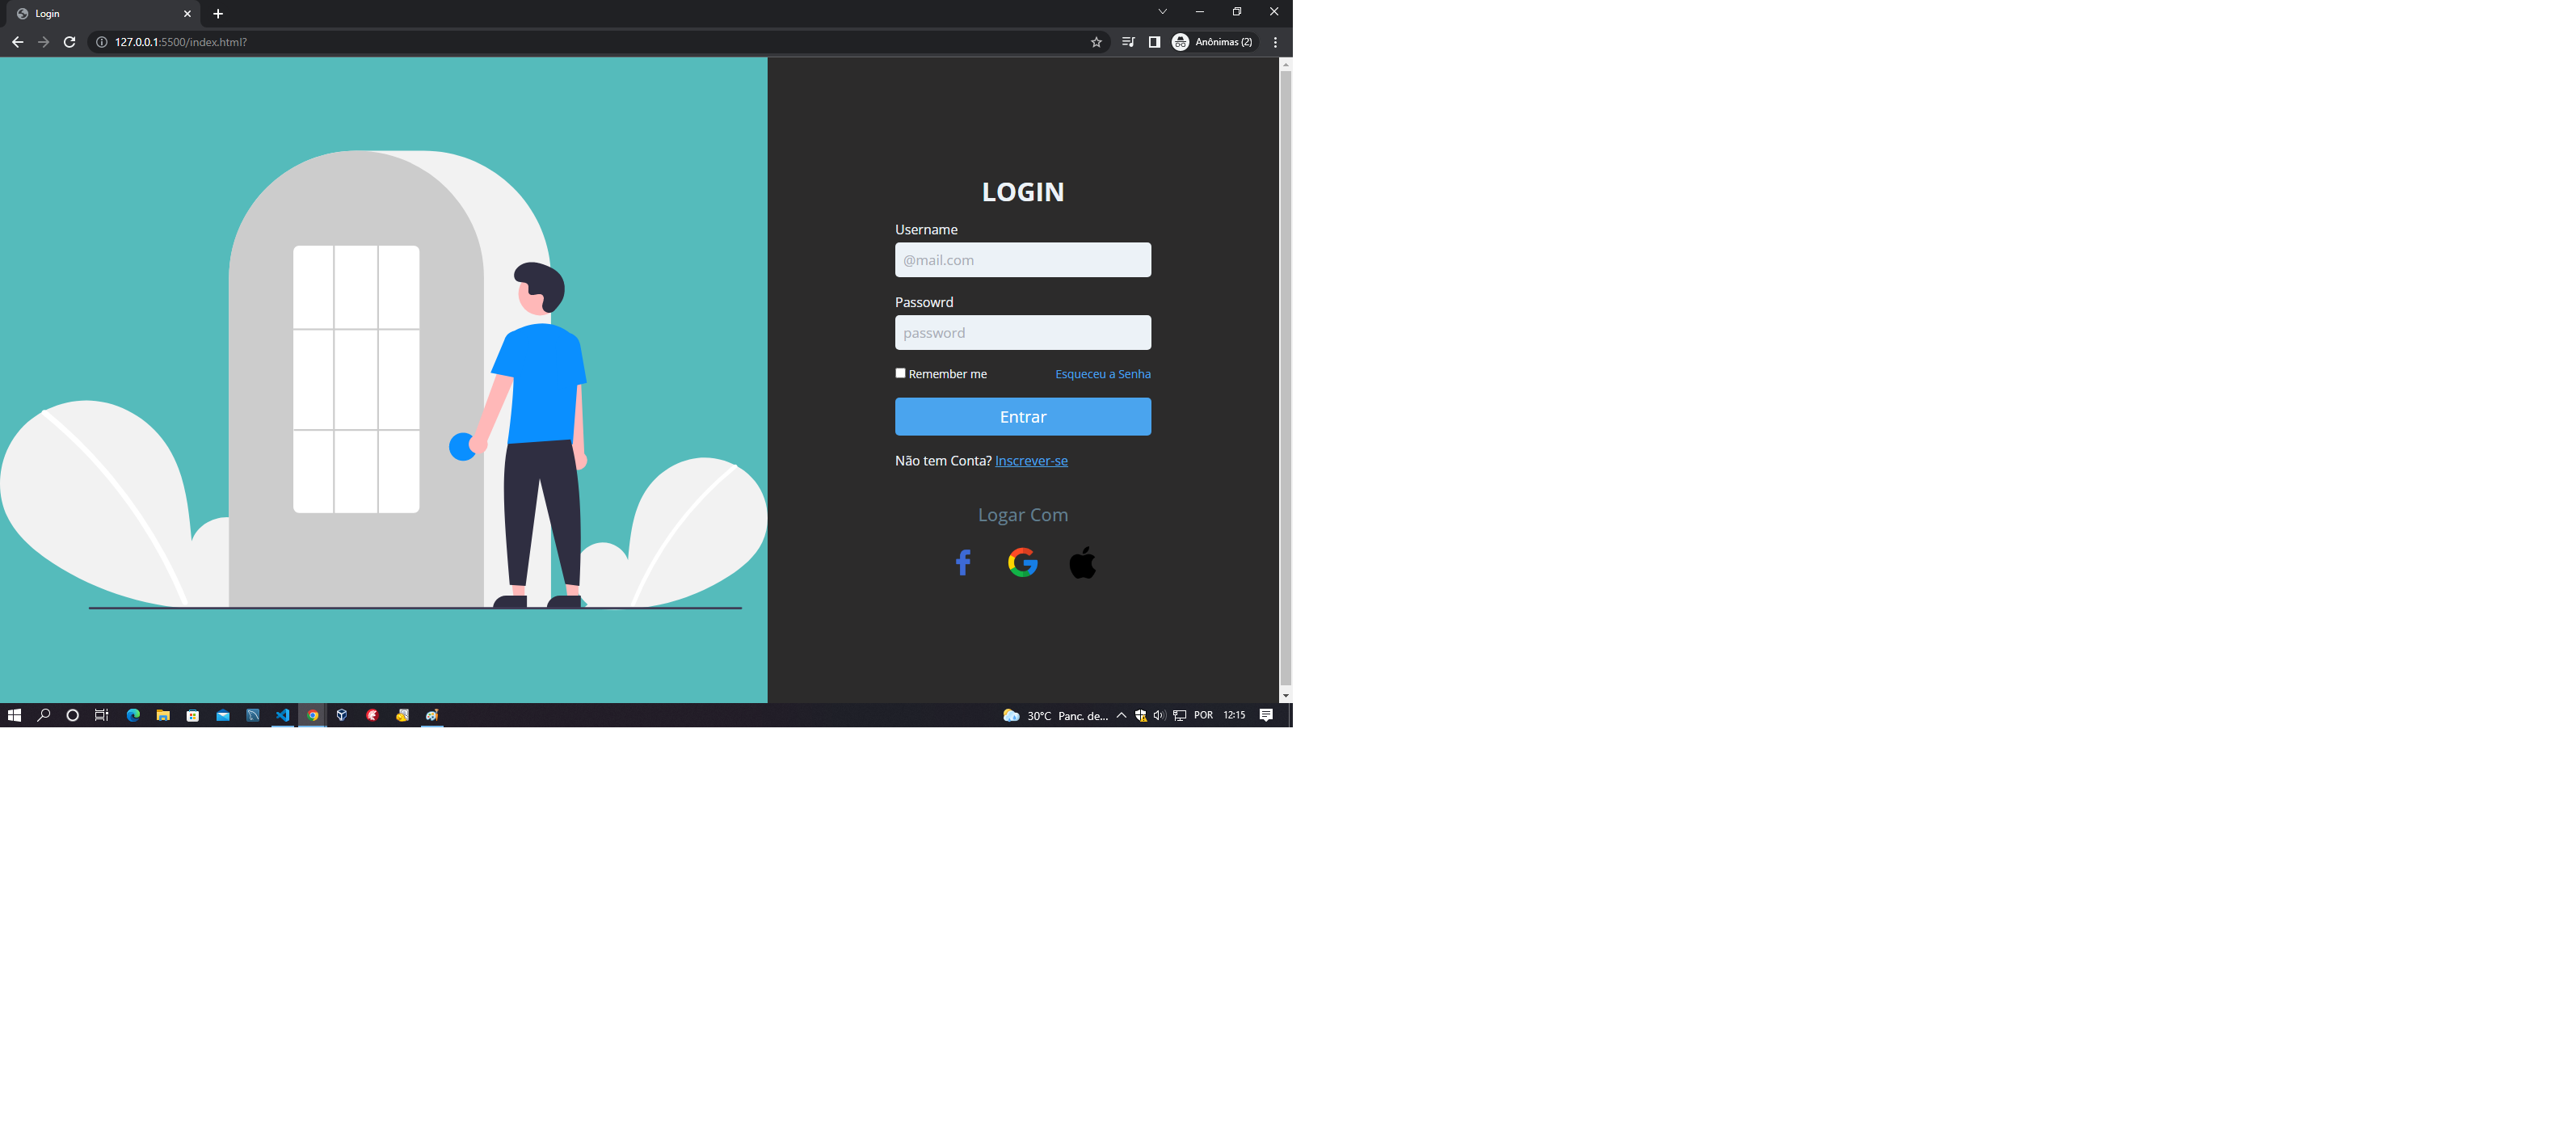 Login
127.0.0.1:5500/index.html?
Anônimas (2)
LOGIN
Username
@mail.com
Passowrd
password
Remember me
Esqueceu a Senha
Entrar
Não tem Conta? Inscrever-se
Logar Com
30°C Panc. de...
POR
12:15